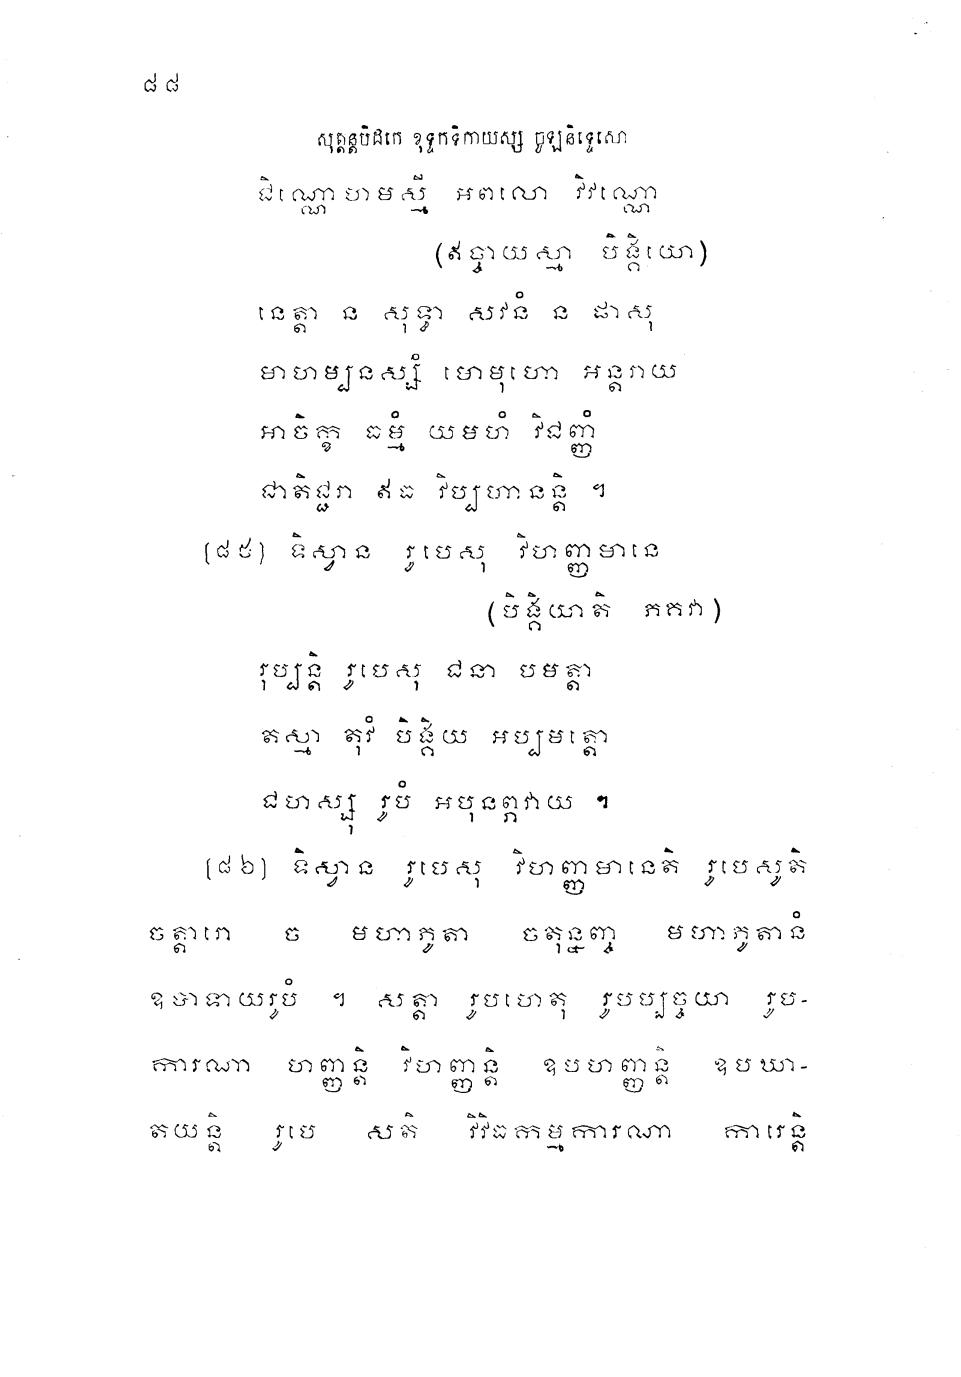 ៨៨
សុត្តន្តបិដកេ ខុទ្ទកនិកាយស្ស ចូឡនិទ្ទេសោ
ជិណ្ណោហមស្មី អពលោ វិវណ្ណោ
(ឥច្ចាយស្មា បិង្គិយោ)
នេត្តា ន សុទ្ធា សវនំ ន ផាសុ
មាហម្បនស្សំ មោមុហោ អន្តរាយ
អាចិក្ខ ធម្មំ យមហំ វិជញ្ញំ
ជាតិជ្ជរា ឥធ វិប្បហានន្តិ ។
(៨៥) ទិស្វាន រូបេសុ វិហញ្ញមានេ
(បិង្គិយាតិ ភគវា)
រុប្បន្តិ រូបេសុ ជនា បមត្តា
តស្មា តុវំ បិង្គិយ អប្បមត្តោ
ជហស្សុ រូបំ អបុនព្ភវាយ ។
(៨៦) ទិស្វាន រូបេសុ វិហញ្ញមានេតិ រូបេសូតិ
ចត្តារោ ច មហាភូតា ចតុន្នញ្ច មហាភូតានំ
ឧបាទាយរូបំ ។ សត្តា រូបហេតុ រូបប្បច្ចយា រូប-
ការណា ហញ្ញន្តិ វិហញ្ញន្តិ ឧបហញ្ញន្តិ ឧបឃា-
តយន្តិ រូបេ សតិ វិវិធកម្មការណា ការេន្តិ